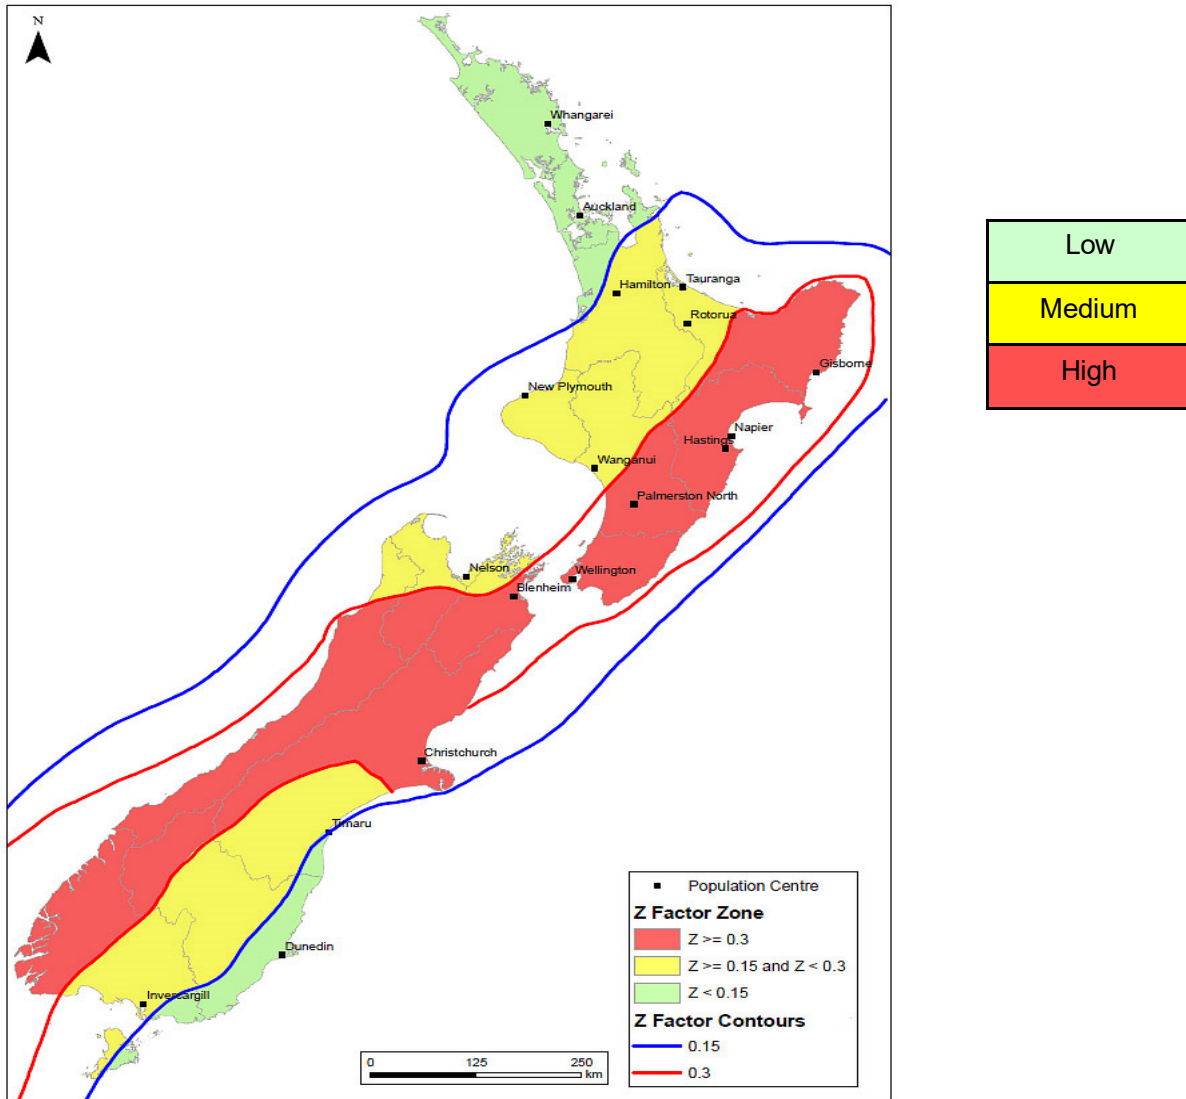 N
Whangarei
Auckland
Hamilton
Tauranga
Rotorua
Gisborne
New Plymouth
Napier
Hastings
Wanganui
Palmerston North
Nelson
Wellington
Blenheim
Christchurch
Timaru
Dunedin
Invercargill
Low
Medium
High
Population Centre
Z Factor Zone
Z >= 0.3
Z >= 0.15 and Z < 0.3
Z < 0.15
Z Factor Contours
0.15
0.3
0 125 250
km